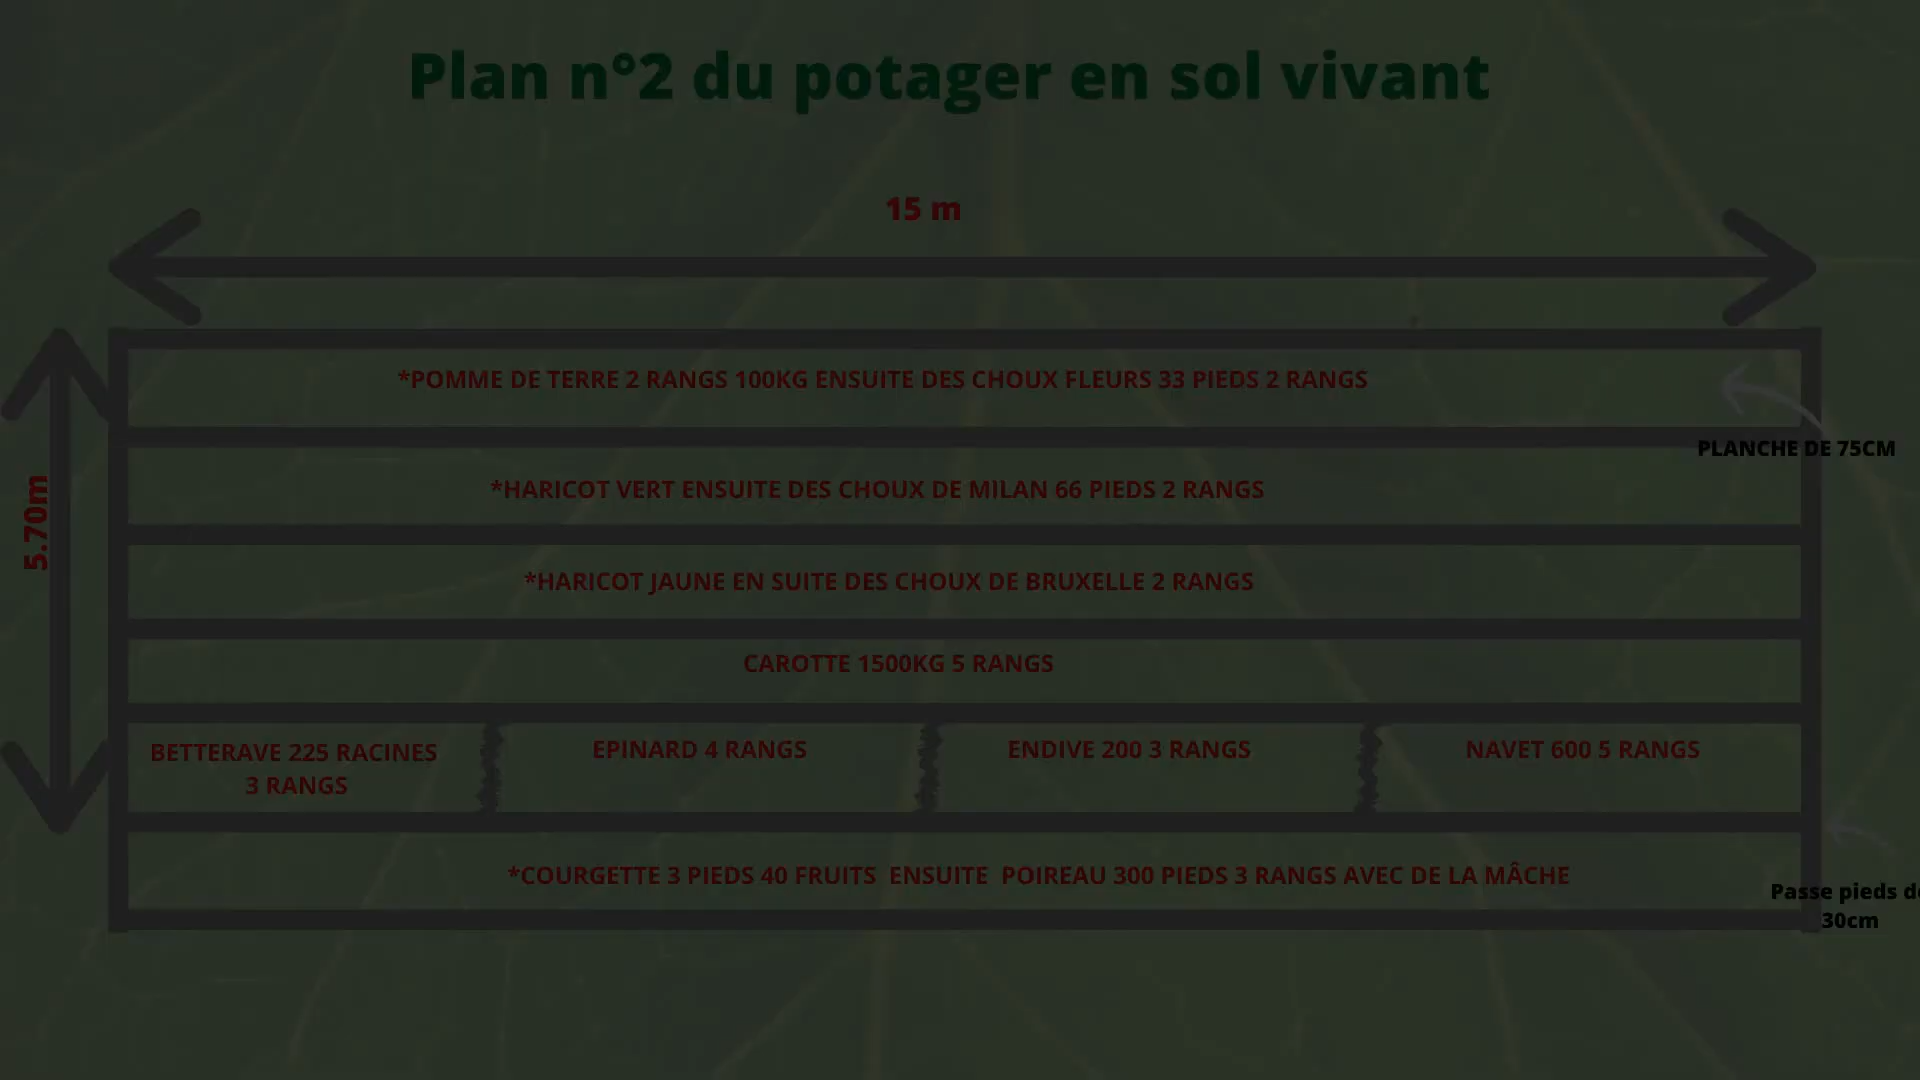 Plan n°2 du potager en sol vivant
15 m
5.70m
*POMME DE TERRE 2 RANGS 100KG ENSUITE DES CHOUX FLEURS 33 PIEDS 2 RANGS
PLANCHE DE 75CM
*HARICOT VERT ENSUITE DES CHOUX DE MILAN 66 PIEDS 2 RANGS
*HARICOT JAUNE EN SUITE DES CHOUX DE BRUXELLE 2 RANGS
CAROTTE 1500KG 5 RANGS
BETTERAVE 225 RACINES
3 RANGS
EPINARD 4 RANGS
ENDIVE 200 3 RANGS
NAVET 600 5 RANGS
*COURGETTE 3 PIEDS 40 FRUITS ENSUITE POIREAU 300 PIEDS 3 RANGS AVEC DE LA MÂCHE
Passe pieds de
30cm